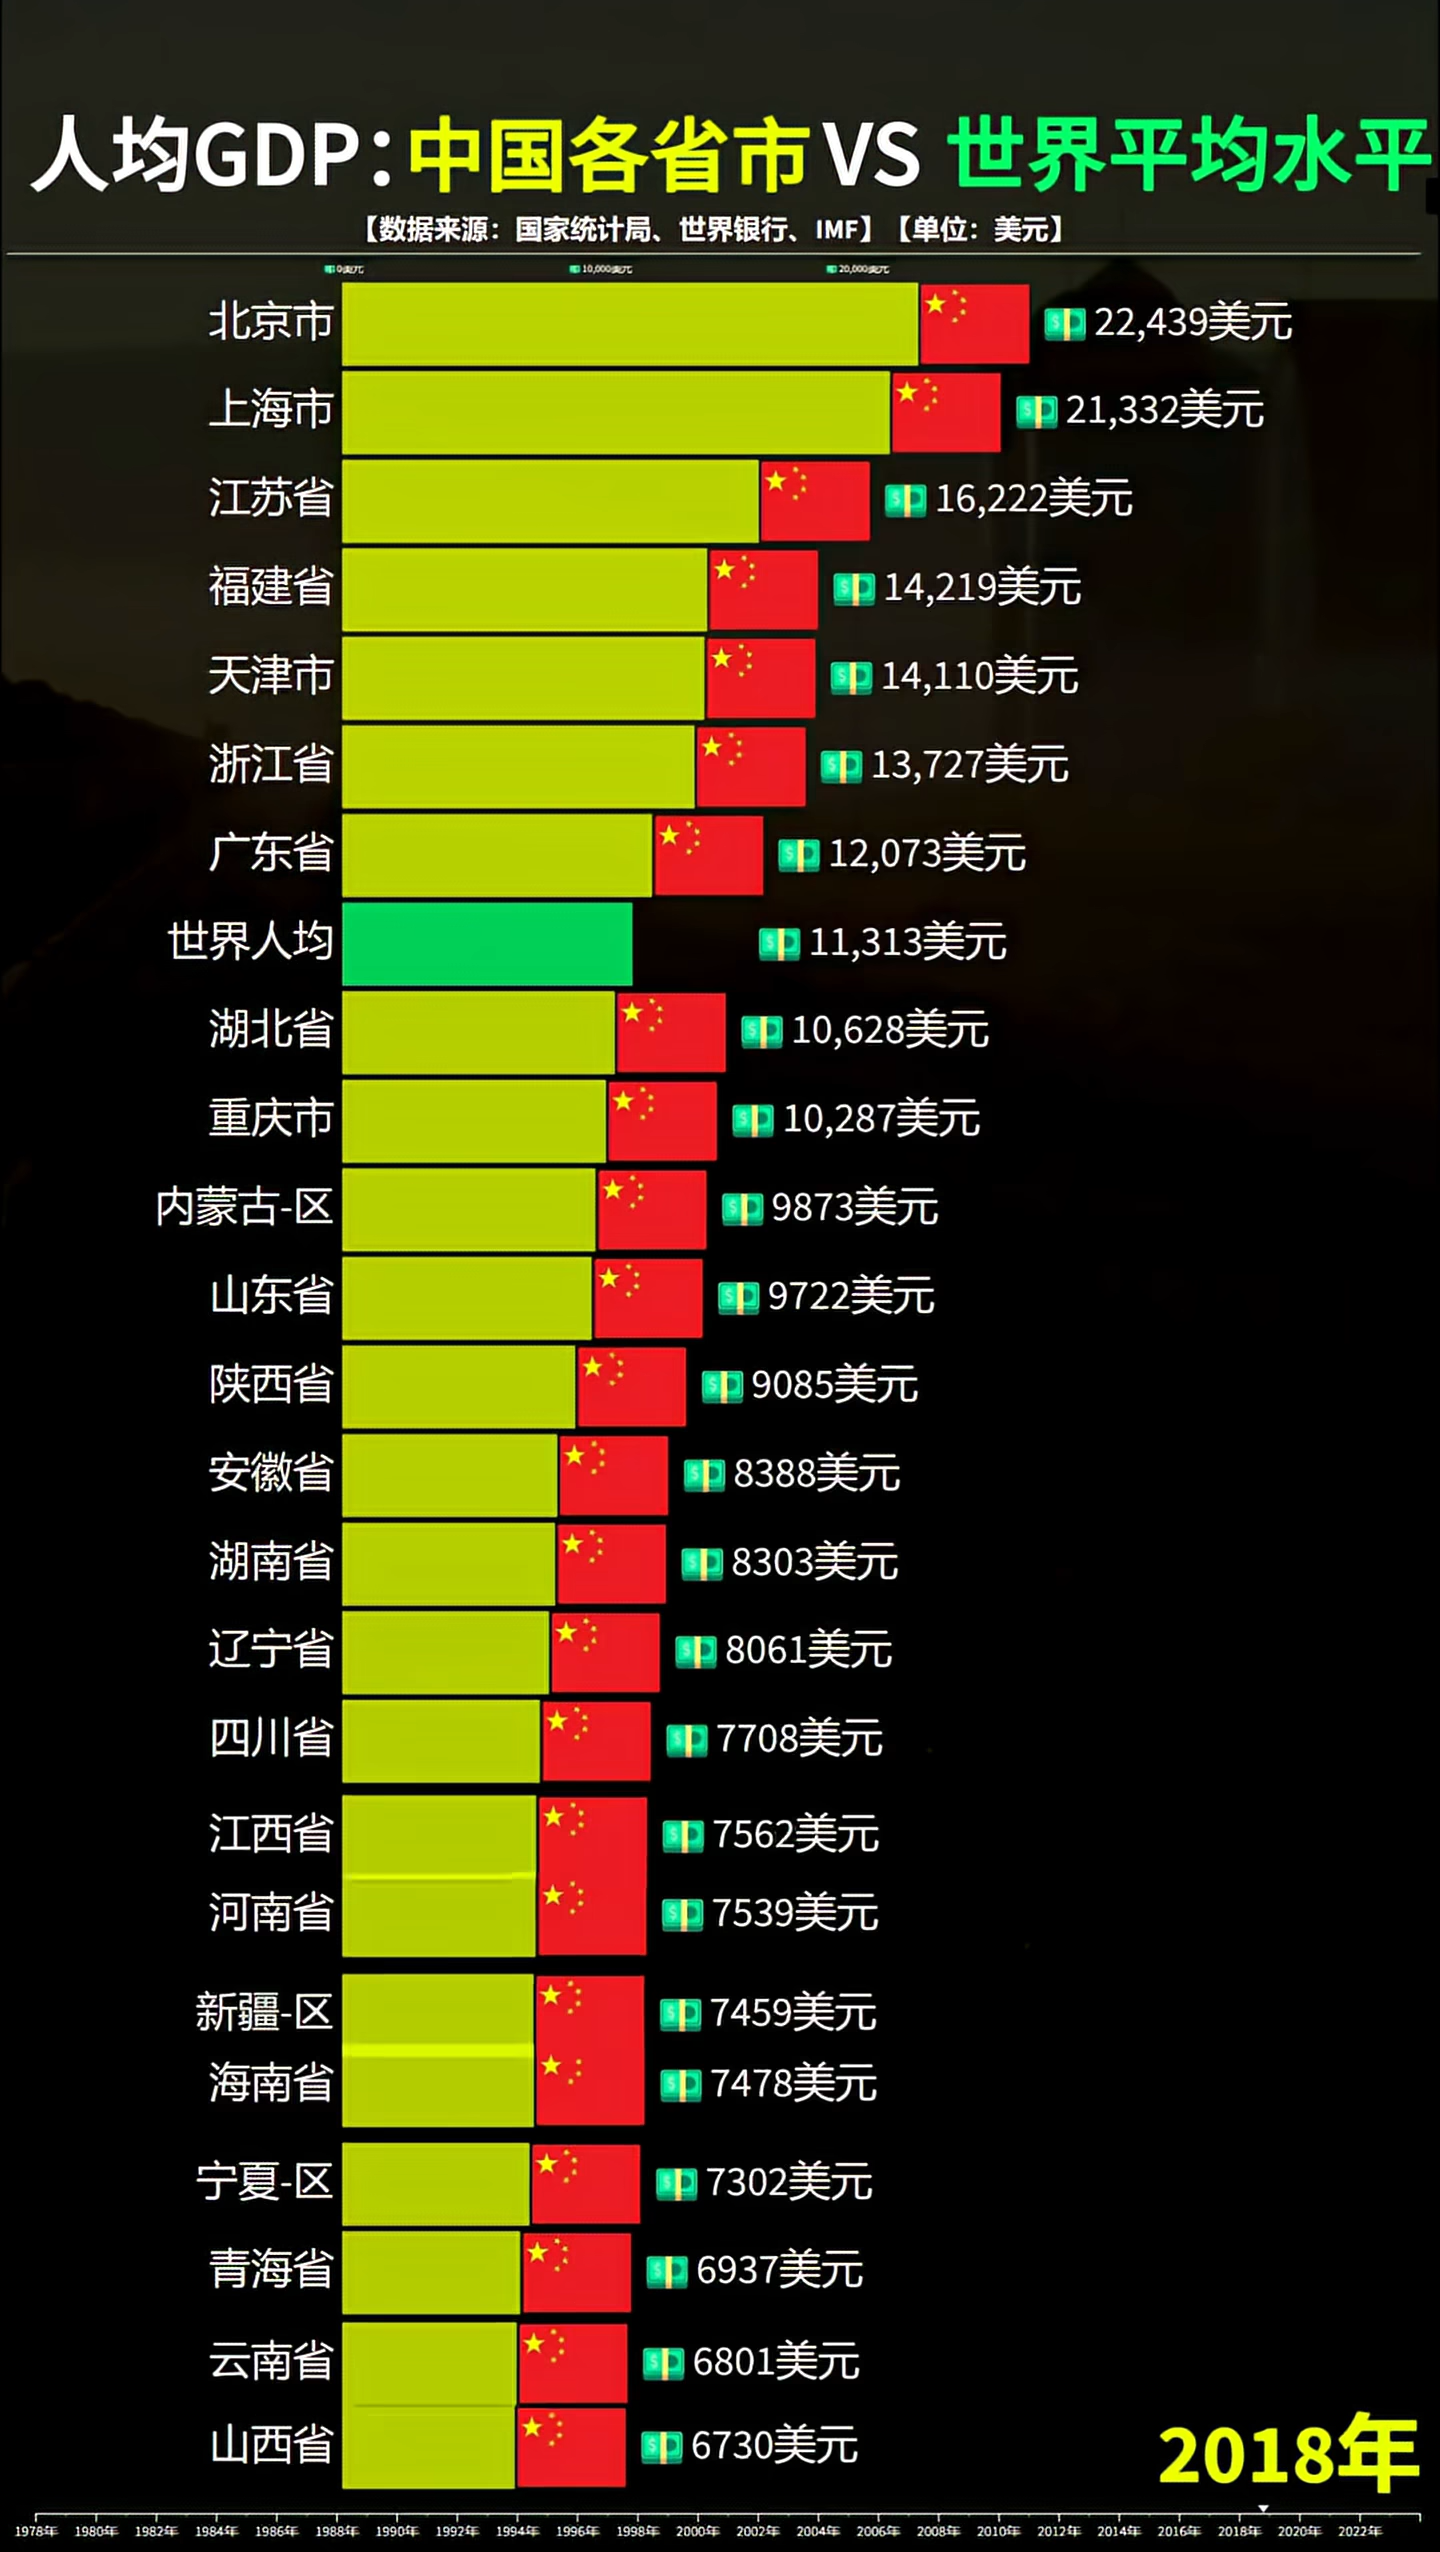 人均GDP：中国各省市VS 世界平均水平
【数据来源：国家统计局、世界银行、IMF】【单位：美元】
0美元 10,000美元 20,000美元
北京市 22,439美元
上海市 21,332美元
江苏省 16,222美元
福建省 14,219美元
天津市 14,110美元
浙江省 13,727美元
广东省 12,073美元
世界人均 11,313美元
湖北省 10,628美元
重庆市 10,287美元
内蒙古-区 9873美元
山东省 9722美元
陕西省 9085美元
安徽省 8388美元
湖南省 8303美元
辽宁省 8061美元
四川省 7708美元
江西省 7562美元
河南省 7539美元
新疆-区 7459美元
海南省 7478美元
宁夏-区 7302美元
青海省 6937美元
云南省 6801美元
山西省 6730美元
2018年
1978年 1980年 1982年 1984年 1986年 1988年 1990年 1992年 1994年 1996年 1998年 2000年 2002年 2004年 2006年 2008年 2010年 2012年 2014年 2016年 2018年 2020年 2022年